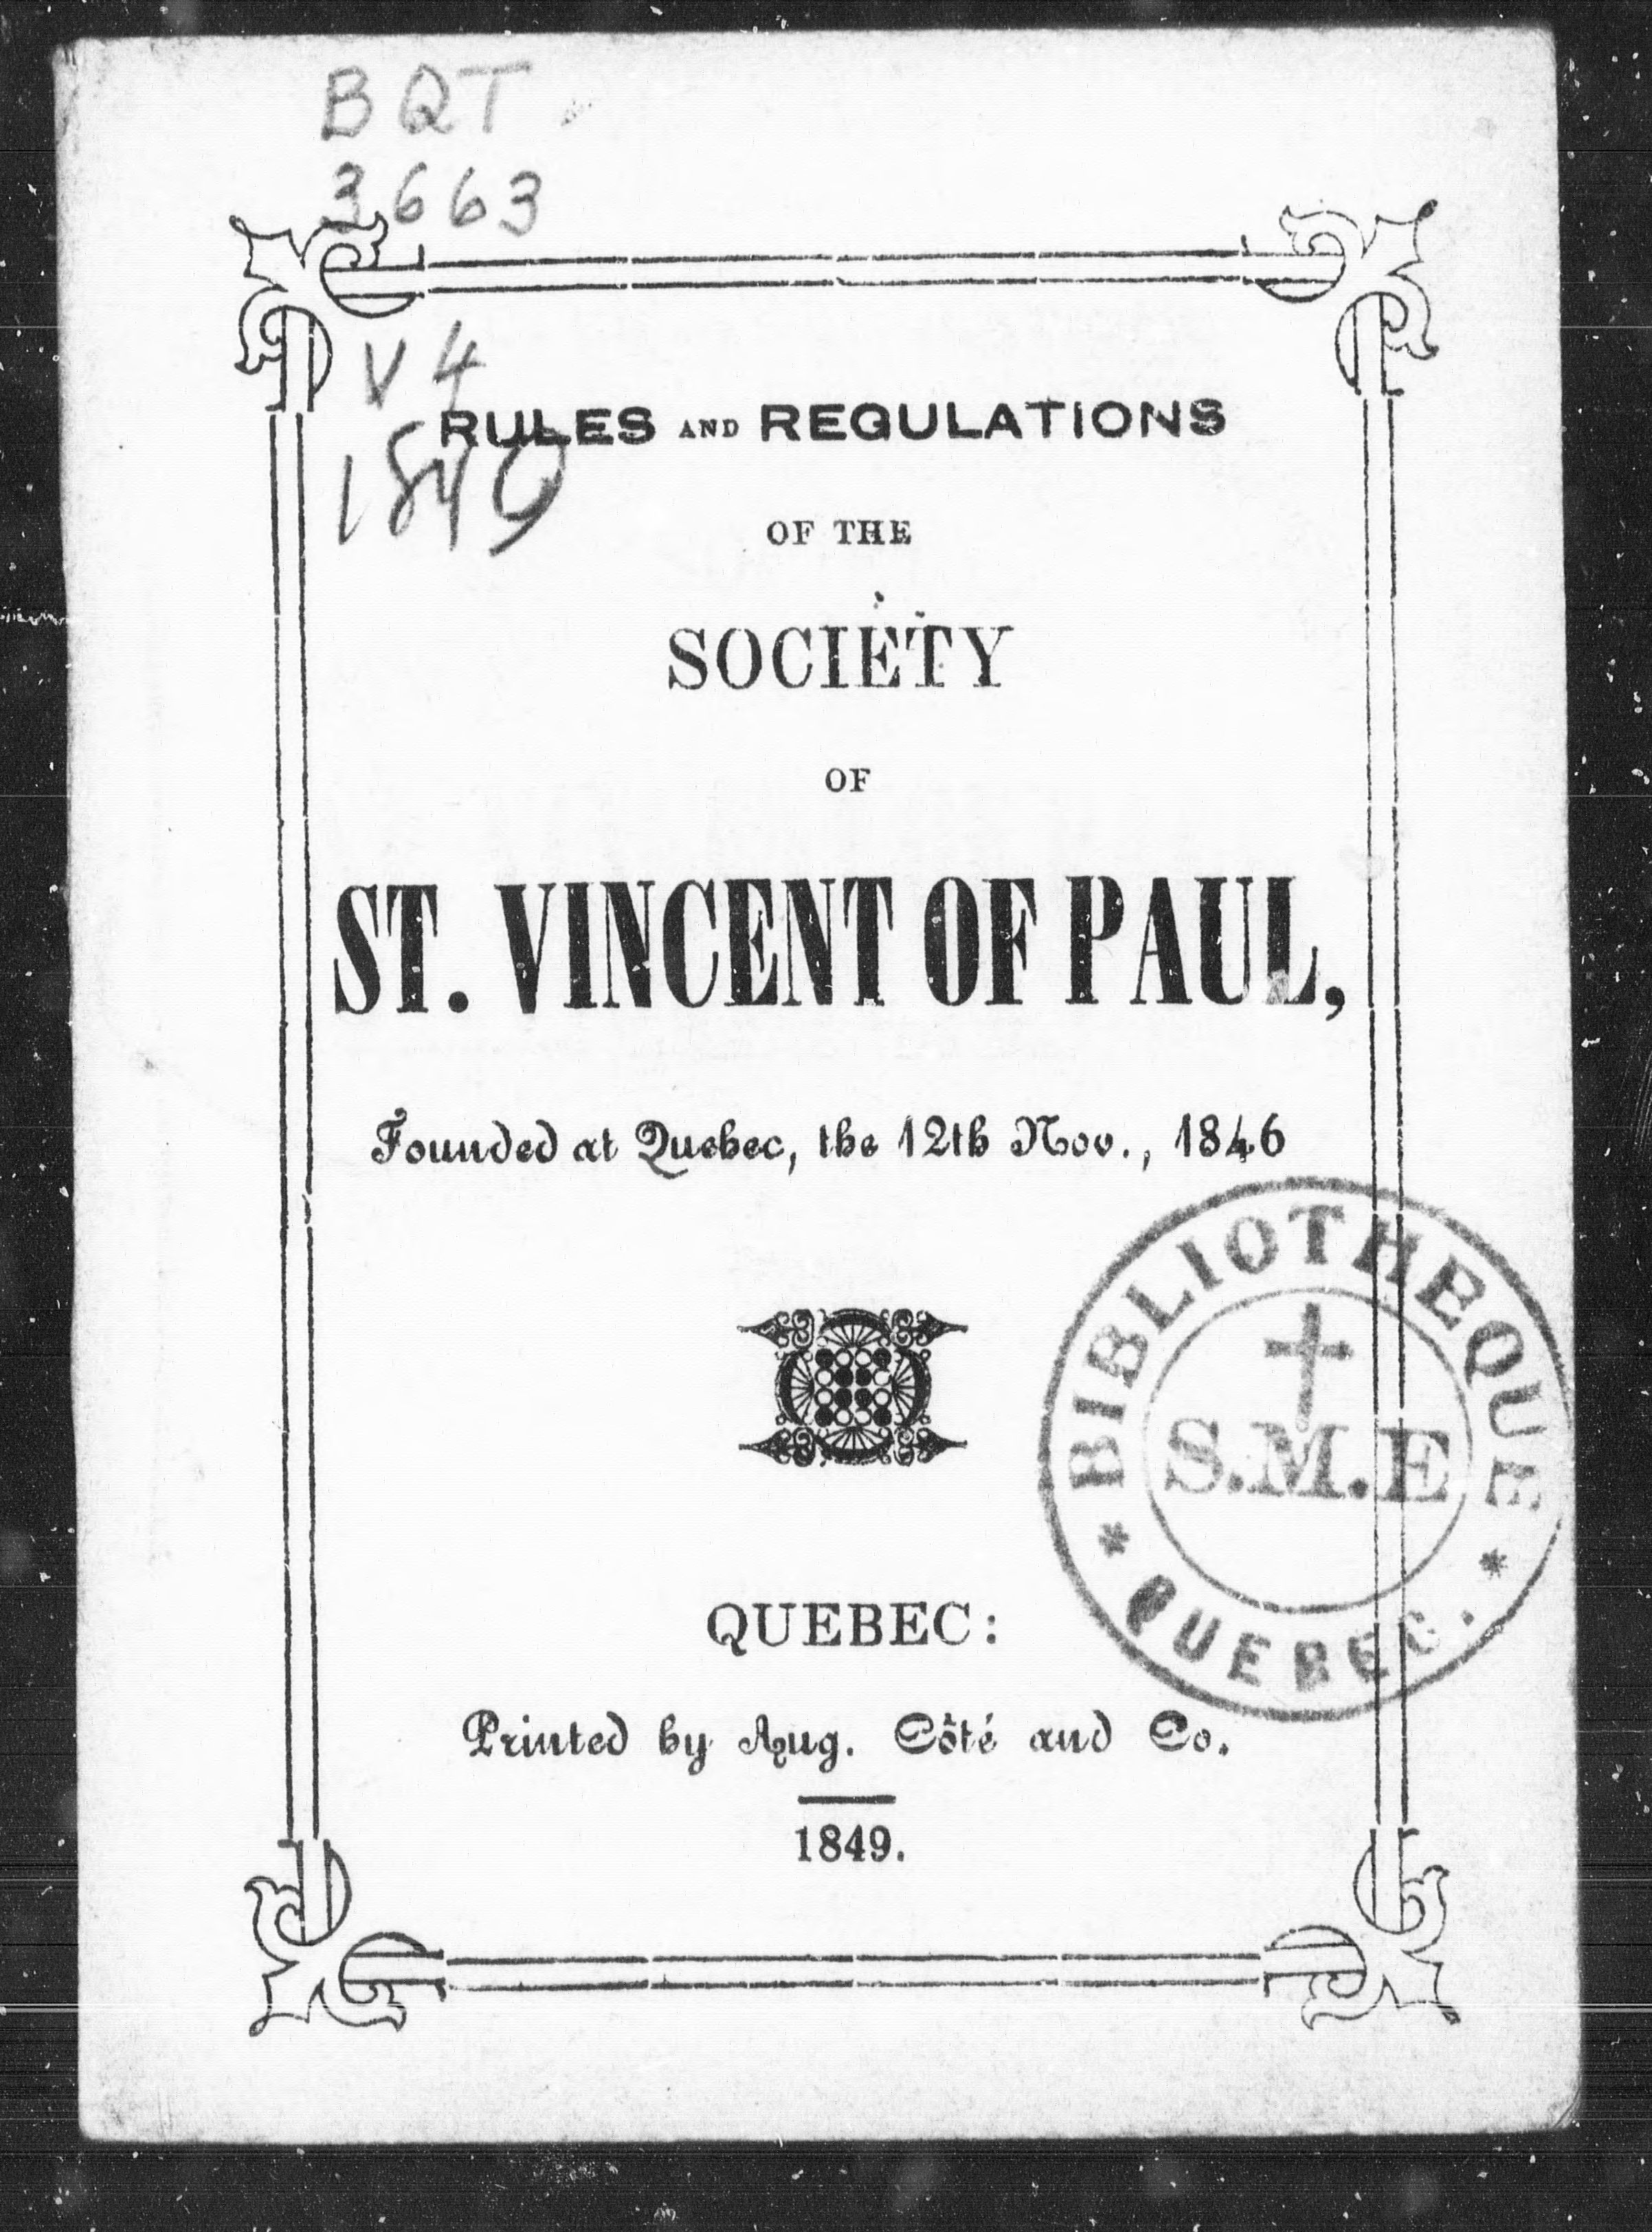 BQT
3663
V4
1849
RULES AND REGULATIONS
OF THE
SOCIETY
OF
ST. VINCENT OF PAUL,
Founded at Quebec, the 12th Nov., 1846
BIBLIOTHEQUE
S.M.E
* QUEBEC. *
QUEBEC:
Printed by Aug. Côté and Co.
1849.